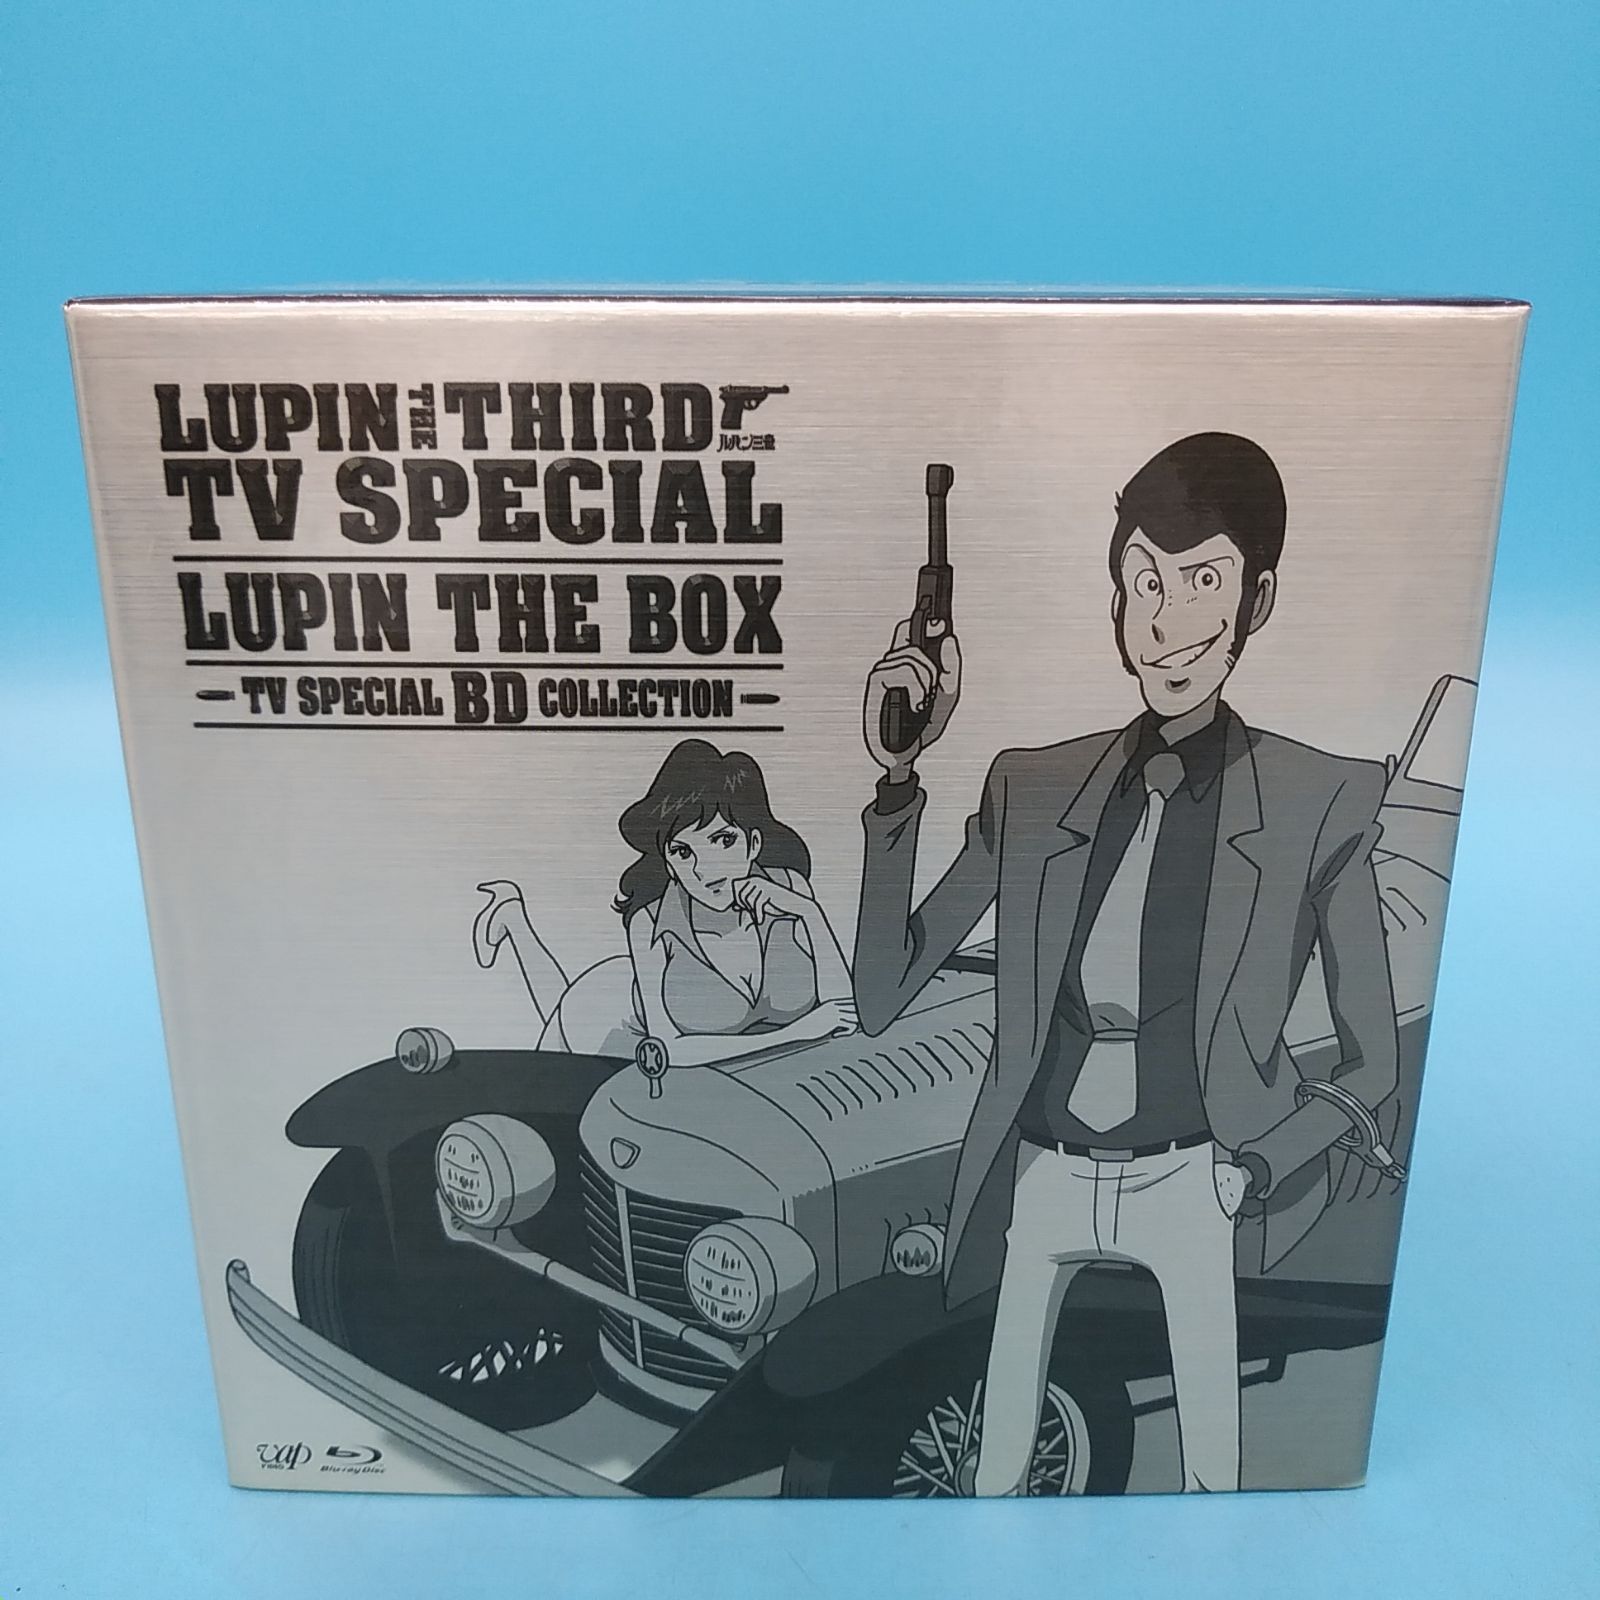 LUPIN THE THIRD
ルパン三世
TV SPECIAL
LUPIN THE BOX
TV SPECIAL BD COLLECTION
vap
VIDEO
Blu-ray Disc